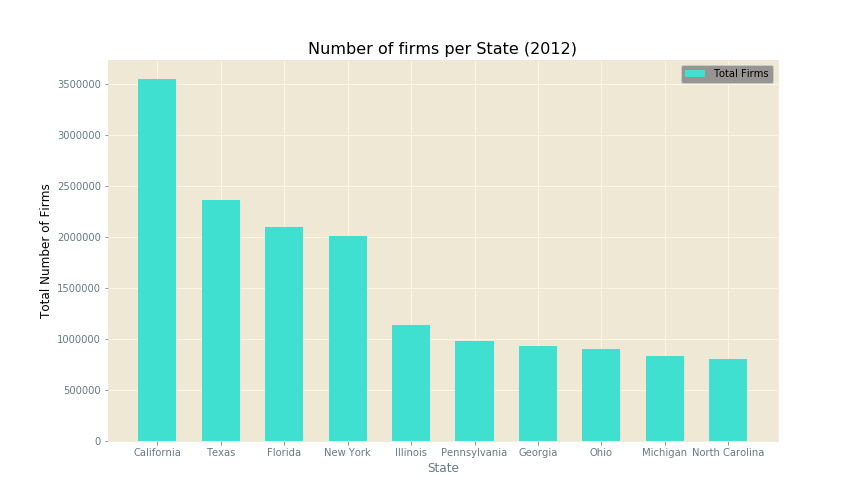 Number of firms per State (2012)
Total Firms
Total Number of Firms
3500000
3000000
2500000
2000000
1500000
1000000
500000
0
California Texas Florida New York Illinois Pennsylvania Georgia Ohio Michigan North Carolina
State